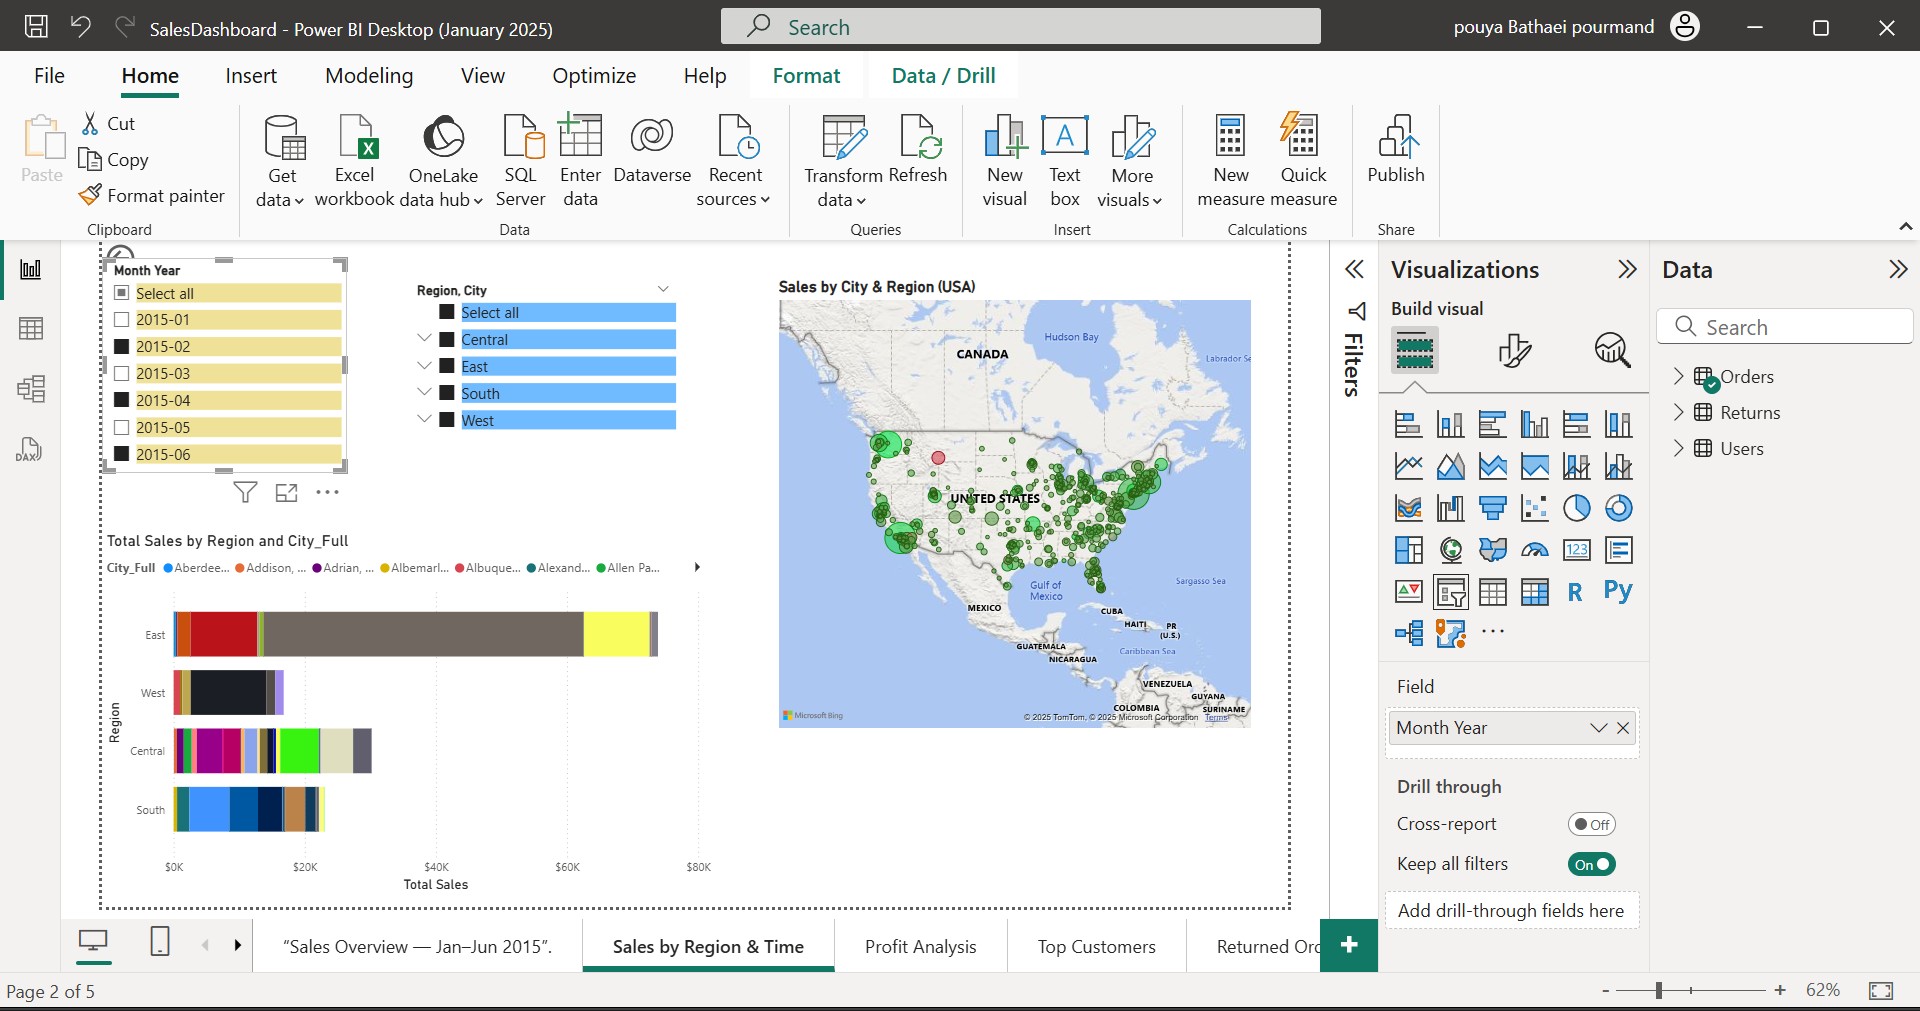 SalesDashboard - Power BI Desktop (January 2025)
Search
pouya Bathaei pourmand
File
Home
Insert
Modeling
View
Optimize
Help
Format
Data / Drill
Paste
Cut
Copy
Format painter
Clipboard
Get data
Excel workbook
OneLake data hub
SQL Server
Enter data
Dataverse
Recent sources
Data
Transform data
Refresh
Queries
New visual
Text box
More visuals
Insert
New measure
Quick measure
Calculations
Publish
Share
Month Year
Select all
2015-01
2015-02
2015-03
2015-04
2015-05
2015-06
Region, City
Select all
Central
East
South
West
Sales by City & Region (USA)
CANADA
Hudson Bay
Labrador Se
UNITED STATES
Gulf of
Mexico
Sargasso Sea
MEXICO
CUBA
HAITI
PR
(U.S.)
GUATEMALA
Caribbean Sea
NICARAGUA
VENEZUELA
GUYANA
COLOMBIA
SURINAME
Microsoft Bing
© 2025 TomTom, © 2025 Microsoft Corporation Terms
Total Sales by Region and City_Full
City_Full Aberdee... Addison, ... Adrian, ... Albemarl... Albuque... Alexand... Allen Pa...
Region
East
West
Central
South
$0K
$20K
$40K
$60K
$80K
Total Sales
Filters
Visualizations
Build visual
123
R
Py
Field
Month Year
Drill through
Cross-report
Off
Keep all filters
On
Add drill-through fields here
Data
Search
Orders
Returns
Users
DAX
“Sales Overview — Jan–Jun 2015”.
Sales by Region & Time
Profit Analysis
Top Customers
Returned Orc
+
Page 2 of 5
- + 62%